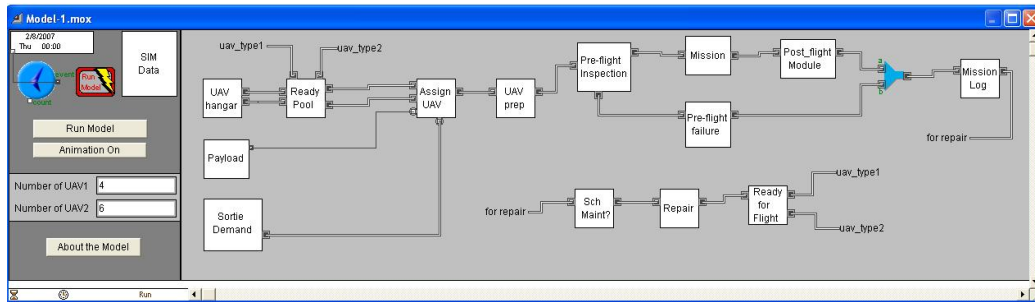 Model-1.mox
2/8/2007
Thu 00:00
event
count
Run
Model
SIM
Data
Run Model
Animation On
Number of UAV1 4
Number of UAV2 6
About the Model
uav_type1
uav_type2
UAV
hangar
Ready
Pool
Assign
UAV
UAV
prep
Pre-flight
Inspection
Mission
Post_flight
Module
a
b
Mission
Log
Pre-flight
failure
for repair
Payload
Sortie
Demand
for repair
Sch
Maint?
Repair
Ready
for
Flight
uav_type1
uav_type2
Run